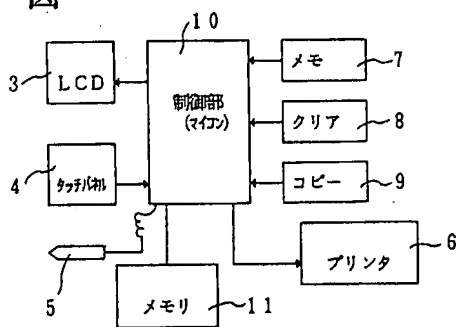 図
10
3
LCD
制御部
(マイコン)
メモ
7
クリア
8
4
タッチパネル
コピー
9
5
メモリ
11
プリンタ
6